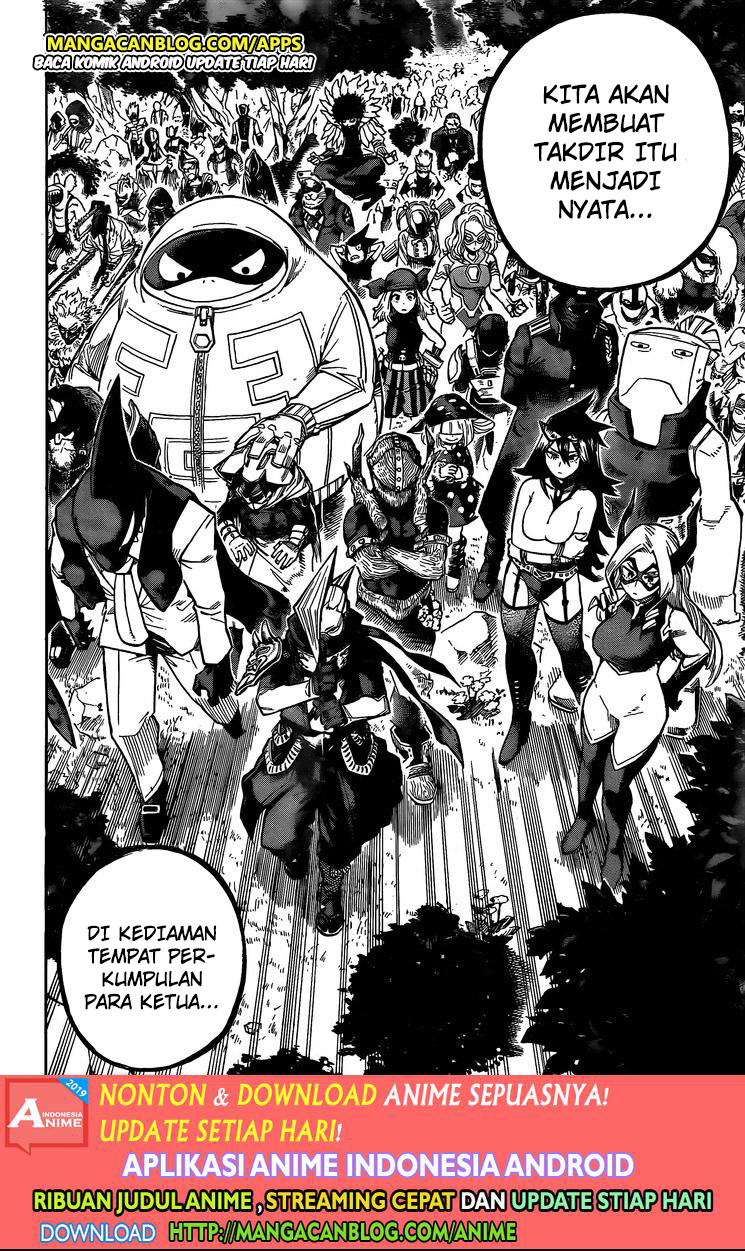 MANGACANBLOG.COM/APPS
BACA KOMIK ANDROID UPDATE TIAP HARI
KITA AKAN
MEMBUAT
TAKDIR ITU
MENJADI
NYATA...
DI KEDIAMAN
TEMPAT PER-
KUMPULAN
PARA KETUA...
2019
INDONESIA
ANIME
NONTON & DOWNLOAD ANIME SEPUASNYA!
UPDATE SETIAP HARI!
APLIKASI ANIME INDONESIA ANDROID
RIBUAN JUDUL ANIME , STREAMING CEPAT DAN UPDATE STIAP HARI
DOWNLOAD HTTP://MANGACANBLOG.COM/ANIME